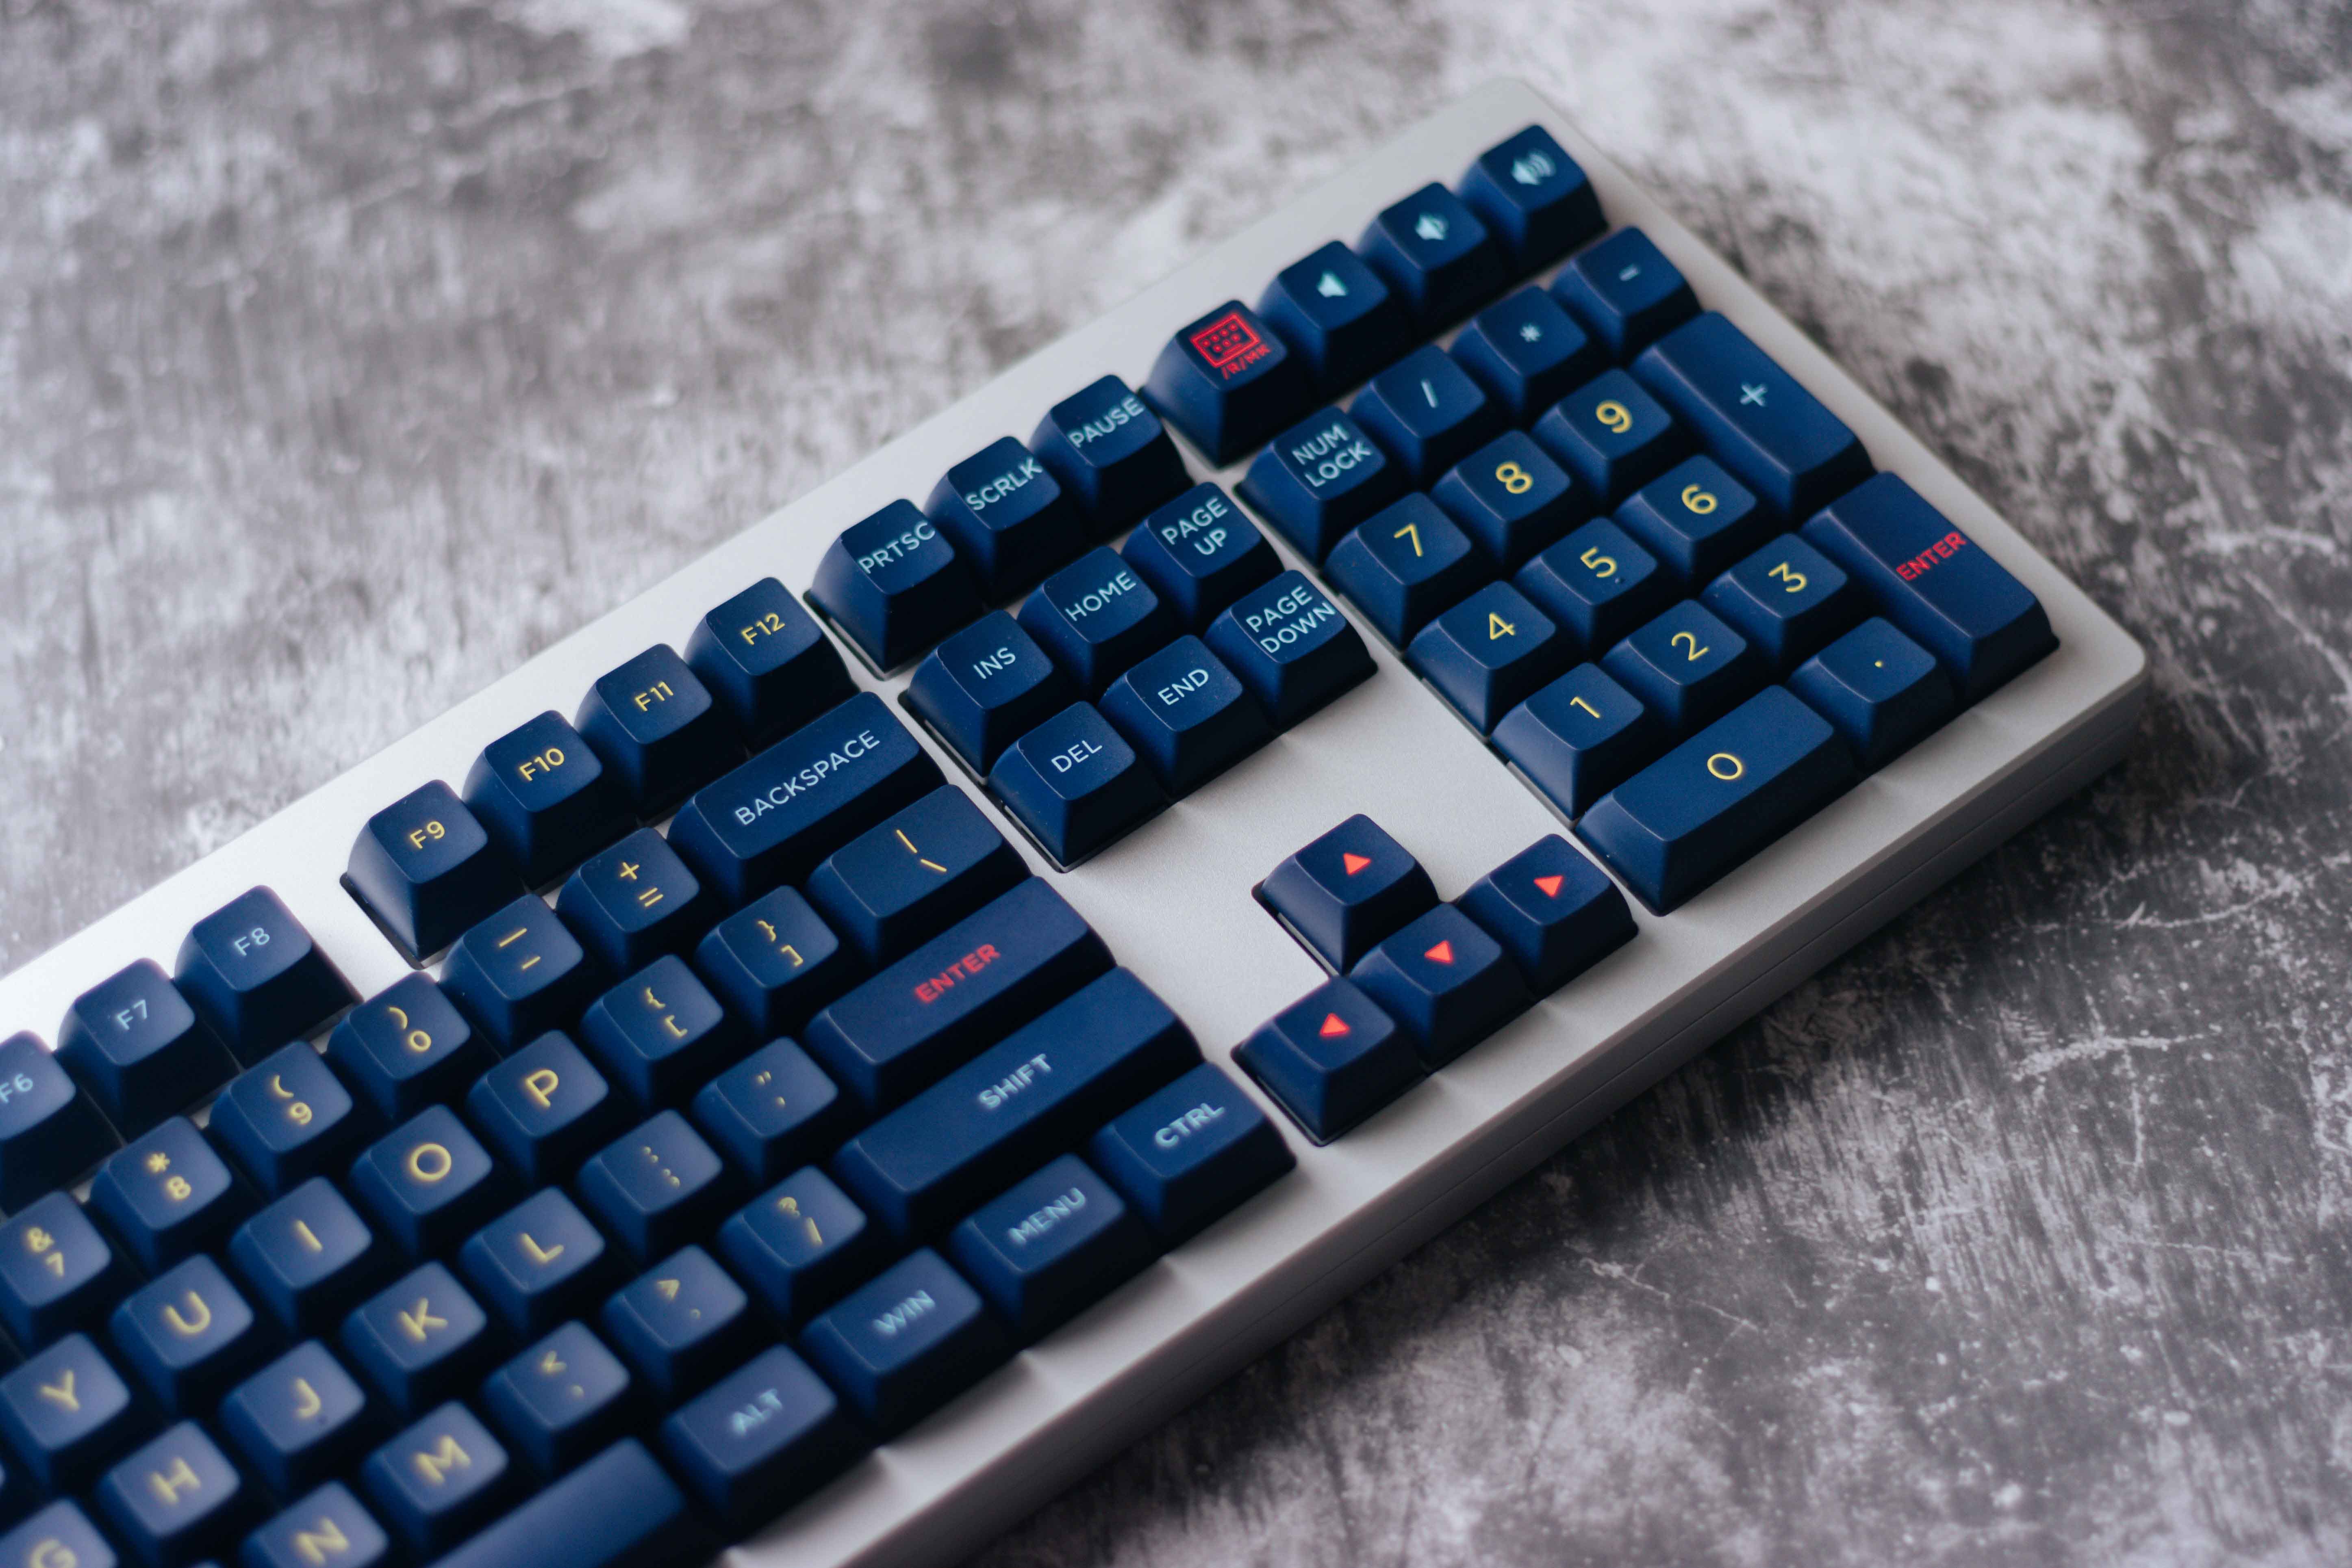 /R/MK
PRTSC
SCRLK
PAUSE
F6
F7
F8
F9
F10
F11
F12
NUM
LOCK
/
*
-
INS
HOME
PAGE
UP
7
8
9
+
&
7
*
8
(
9
)
0
_
-
+
=
BACKSPACE
DEL
END
PAGE
DOWN
4
5
6
Y
U
I
O
P
{
[
}
]
|
\
1
2
3
ENTER
G
H
J
K
L
:
;
"
'
ENTER
0
.
N
M
<
,
>
.
?
/
SHIFT
ALT
WIN
MENU
CTRL